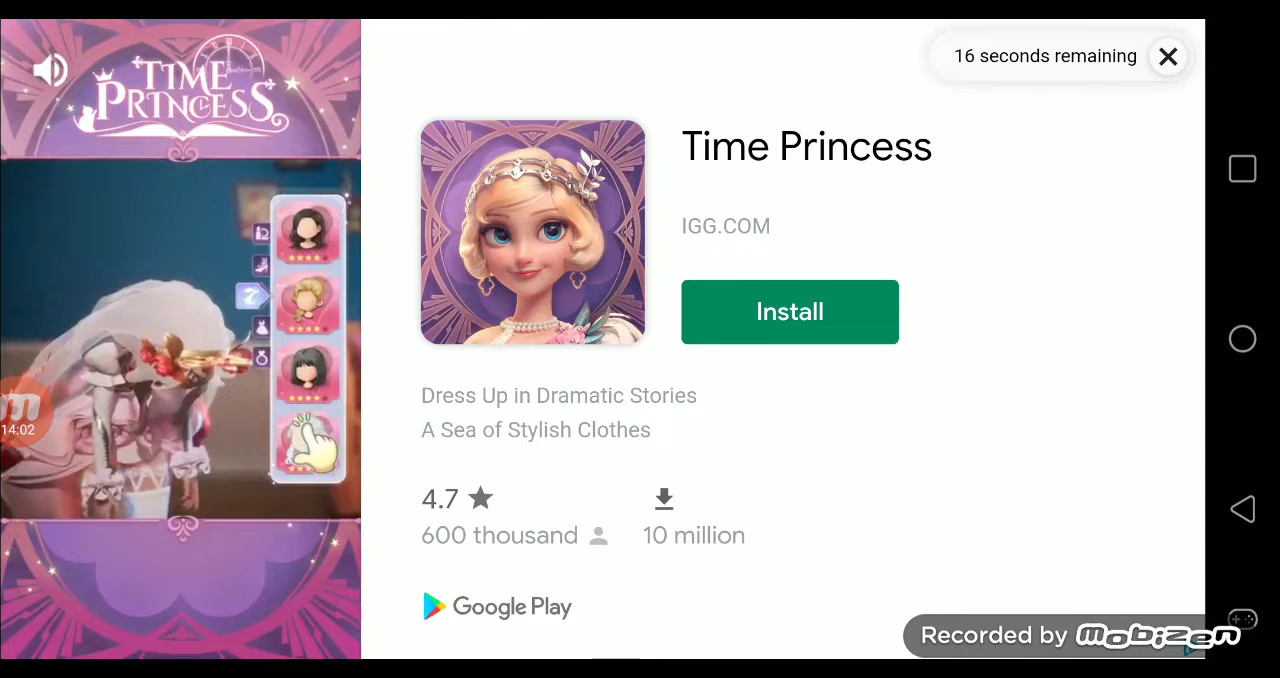 TIME
PRINCESS
16 seconds remaining
Time Princess
IGG.COM
Install
Dress Up in Dramatic Stories
A Sea of Stylish Clothes
4.7
600 thousand
10 million
Google Play
14:02
Recorded by mobizen